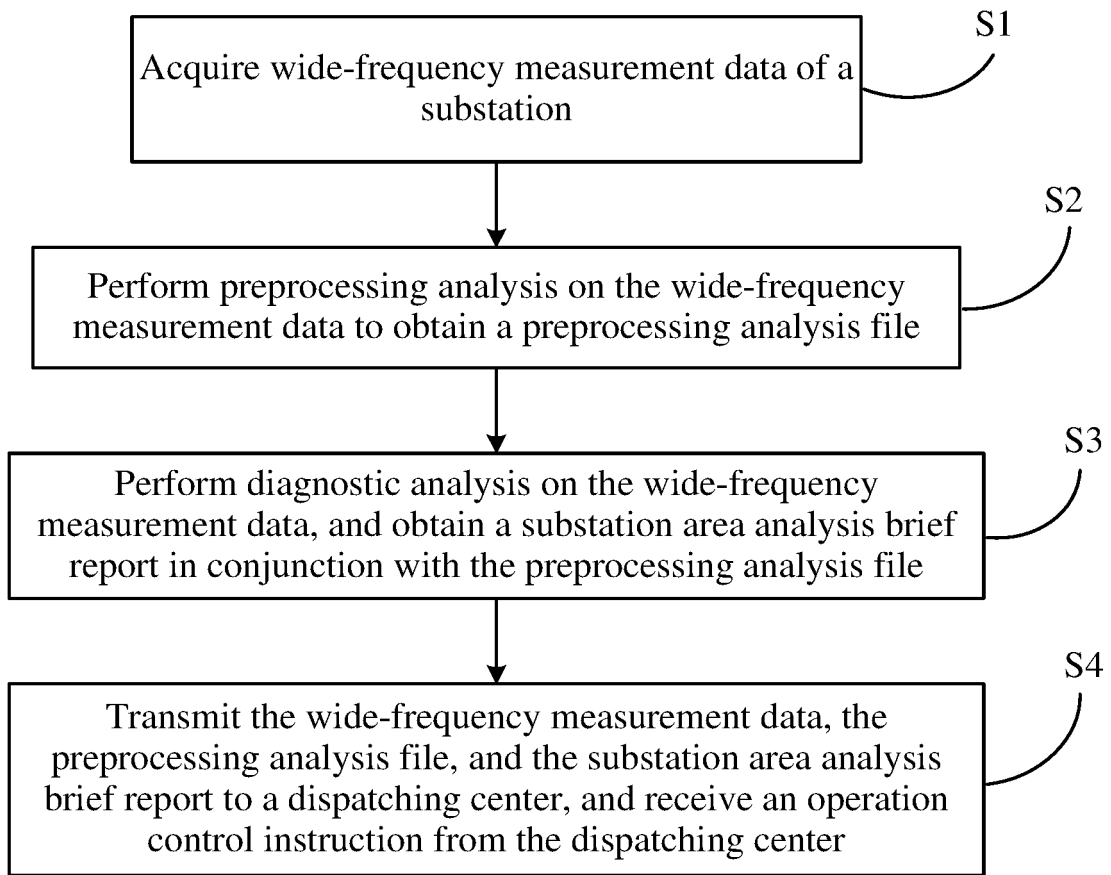 S1
Acquire wide-frequency measurement data of a
substation
S2
Perform preprocessing analysis on the wide-frequency
measurement data to obtain a preprocessing analysis file
S3
Perform diagnostic analysis on the wide-frequency
measurement data, and obtain a substation area analysis brief
report in conjunction with the preprocessing analysis file
S4
Transmit the wide-frequency measurement data, the
preprocessing analysis file, and the substation area analysis
brief report to a dispatching center, and receive an operation
control instruction from the dispatching center